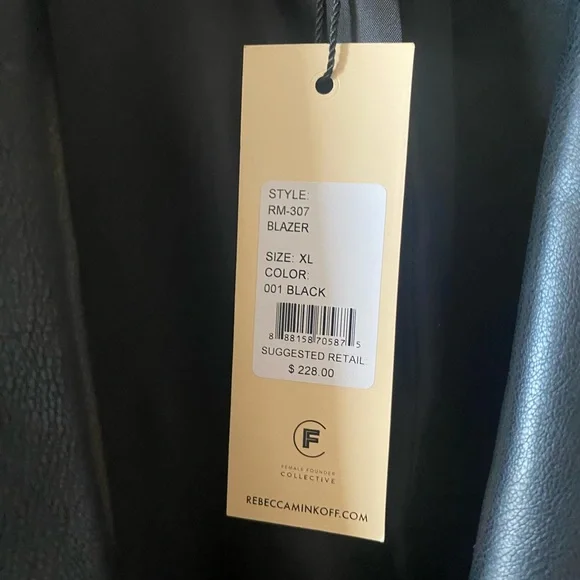 STYLE:
RM-307
BLAZER
SIZE: XL
COLOR:
001 BLACK
8 88158 70587 5
SUGGESTED RETAIL:
$ 228.00
F
FEMALE FOUNDER
COLLECTIVE
REBECCAMINKOFF.COM